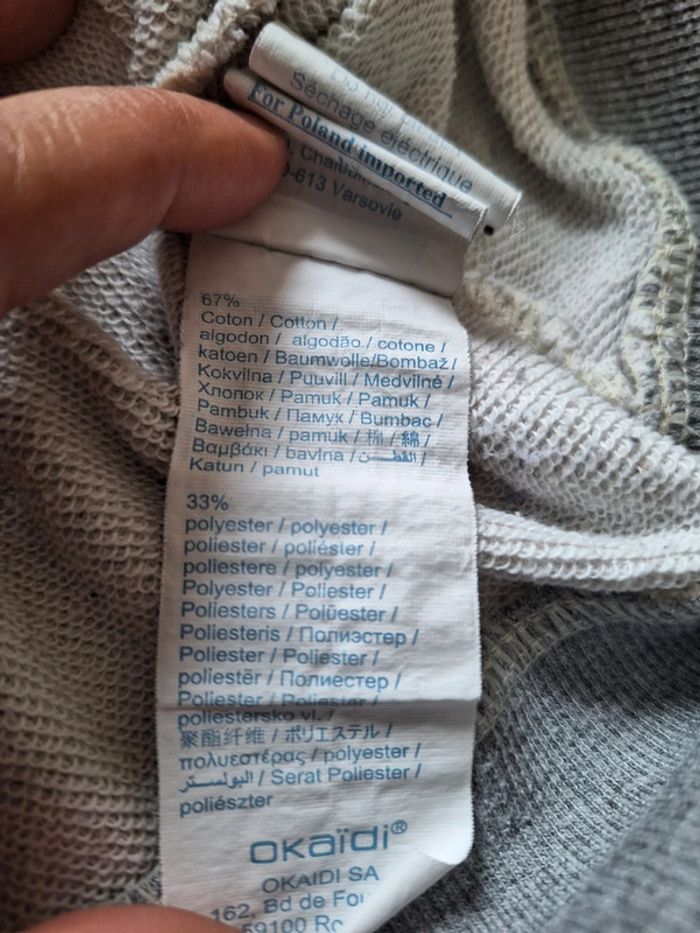 Séchage électrique
For Poland imported
-613 Varsovie
67%
Coton / Cotton /
algodon / algodão / cotone /
katoen / Baumwolle/Bombaž /
Kokvilna / Puuvill / Medvilnė /
Хлопок / Pamuk / Pamuk /
Pambuk / Памук / Bumbac /
Bawełna / pamuk / 棉 / 綿 /
Βαμβάκι / bavlna / القطن /
Katun / pamut
33%
polyester / polyester /
poliester / poliéster /
poliestere / polyester /
Polyester / Poliester /
Poliesters / Polüester /
Poliesteris / Полиэстер /
Poliester / Poliester /
poliestër / Полиестер /
Poliester / Poliester /
poliestersko vl. /
聚酯纤维 / ポリエステル /
πολυεστέρας / polyester /
البوليستر / Serat Poliester /
poliészter
okaïdi®
OKAIDI SA
162, Bd de
59100